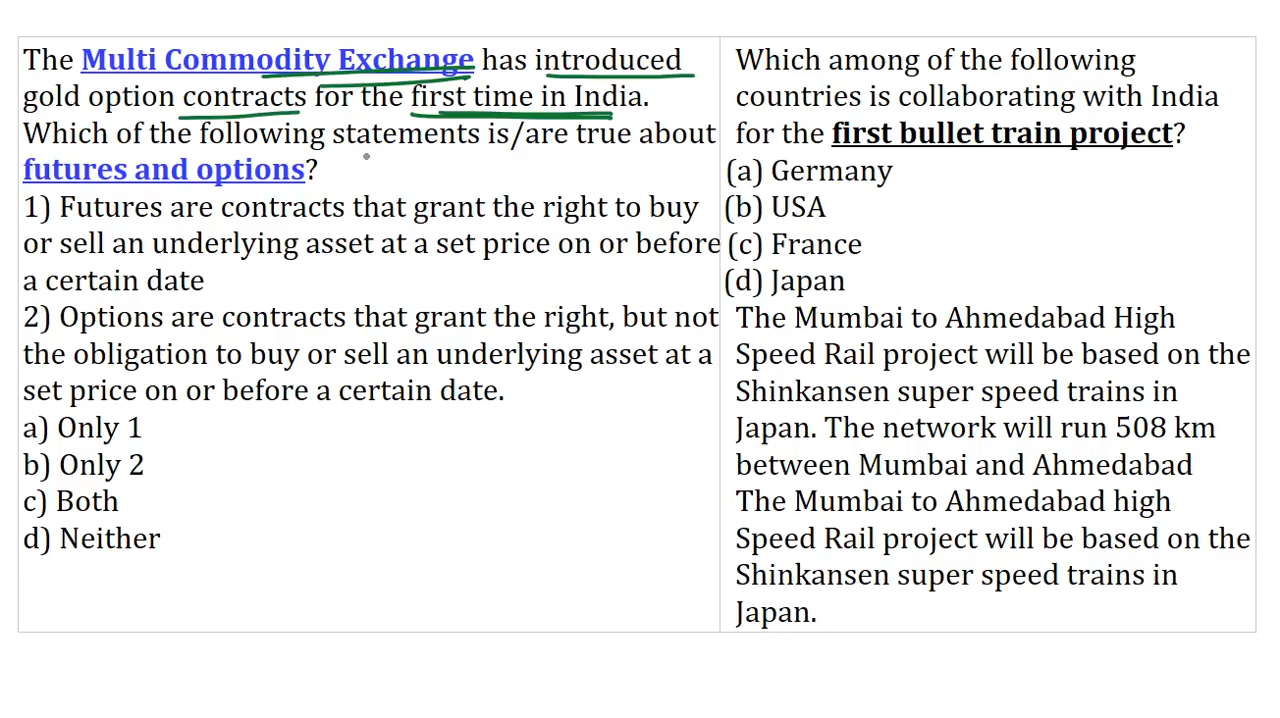 The Multi Commodity Exchange has introduced
gold option contracts for the first time in India.
Which of the following statements is/are true about
futures and options?
1) Futures are contracts that grant the right to buy
or sell an underlying asset at a set price on or before
a certain date
2) Options are contracts that grant the right, but not
the obligation to buy or sell an underlying asset at a
set price on or before a certain date.
a) Only 1
b) Only 2
c) Both
d) Neither
Which among of the following
countries is collaborating with India
for the first bullet train project?
(a) Germany
(b) USA
(c) France
(d) Japan
The Mumbai to Ahmedabad High
Speed Rail project will be based on the
Shinkansen super speed trains in
Japan. The network will run 508 km
between Mumbai and Ahmedabad
The Mumbai to Ahmedabad high
Speed Rail project will be based on the
Shinkansen super speed trains in
Japan.